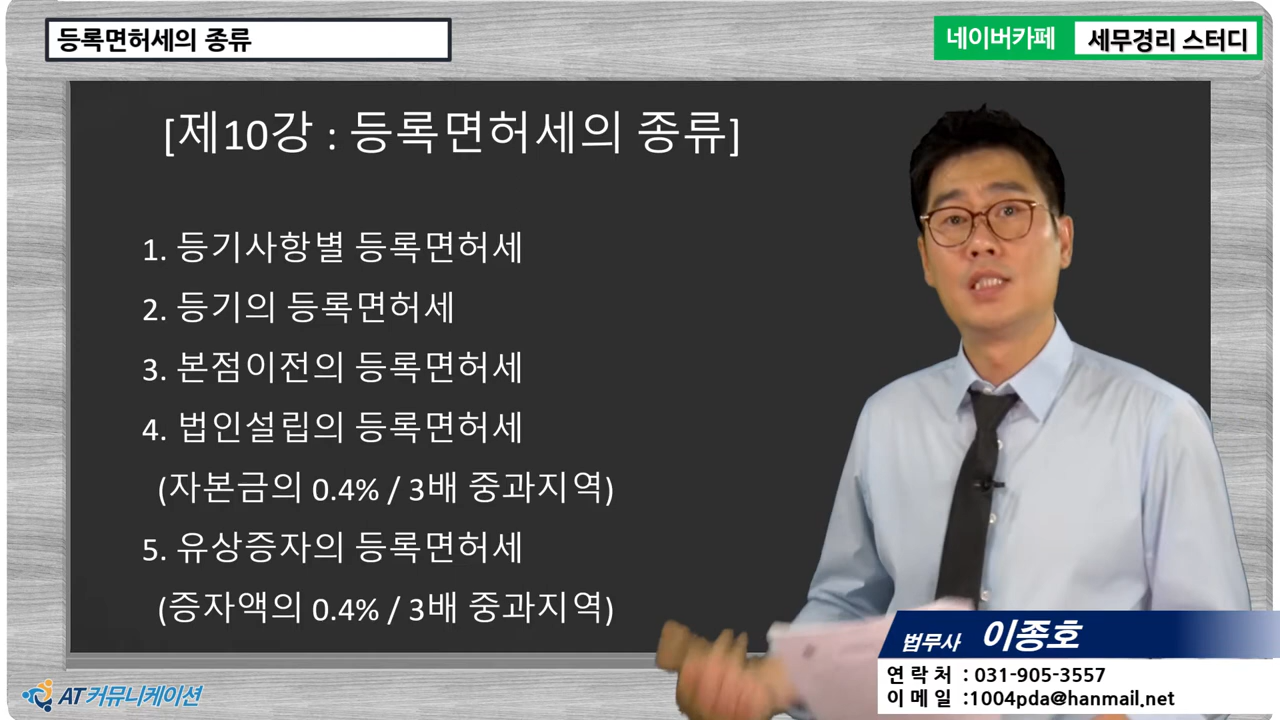 등록면허세의 종류
네이버카페 세무경리 스터디
[제10강 : 등록면허세의 종류]
1. 등기사항별 등록면허세
2. 등기의 등록면허세
3. 본점이전의 등록면허세
4. 법인설립의 등록면허세
(자본금의 0.4% / 3배 중과지역)
5. 유상증자의 등록면허세
(증자액의 0.4% / 3배 중과지역)
법무사 이종호
연 락 처 : 031-905-3557
이 메 일 :1004pda@hanmail.net
AT커뮤니케이션